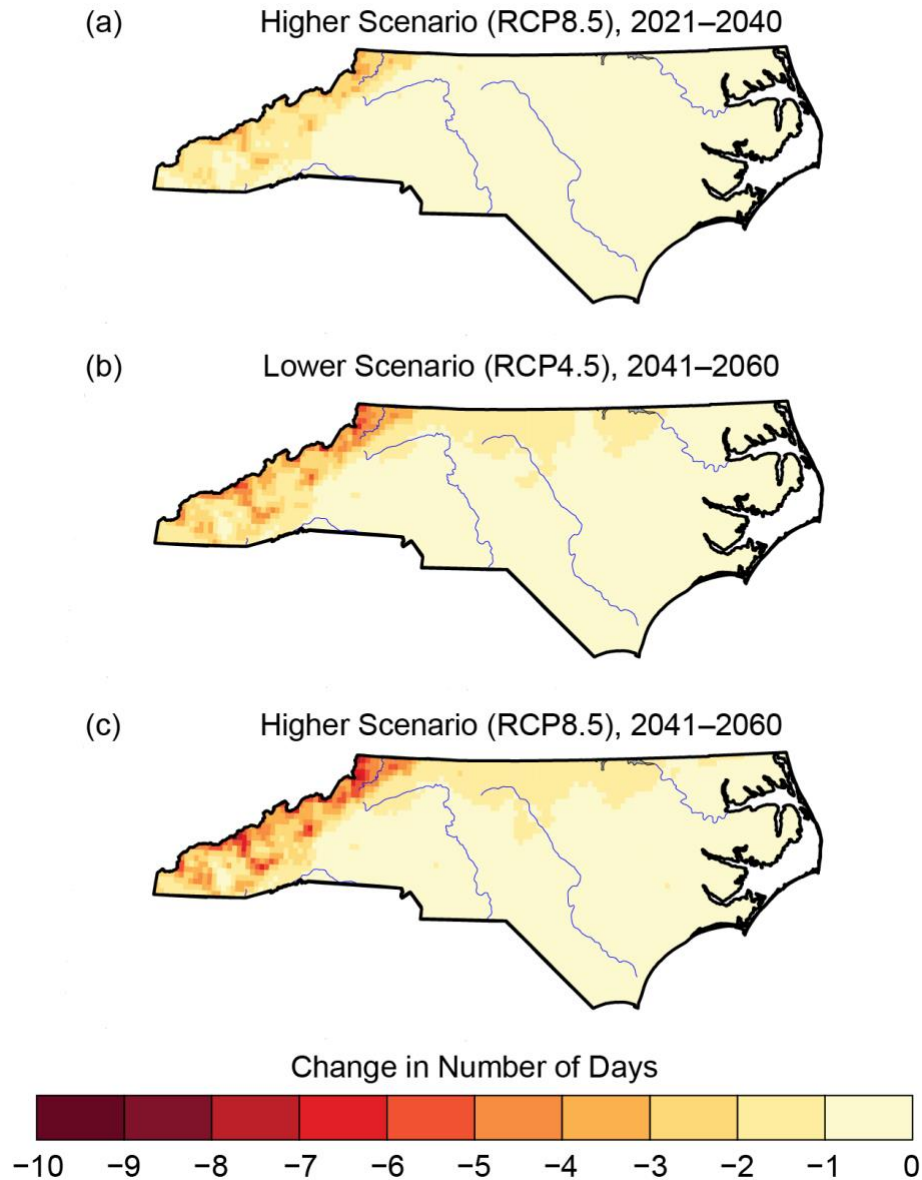 (a) Higher Scenario (RCP8.5), 2021–2040
(b) Lower Scenario (RCP4.5), 2041–2060
(c) Higher Scenario (RCP8.5), 2041–2060
Change in Number of Days
−10 −9 −8 −7 −6 −5 −4 −3 −2 −1 0